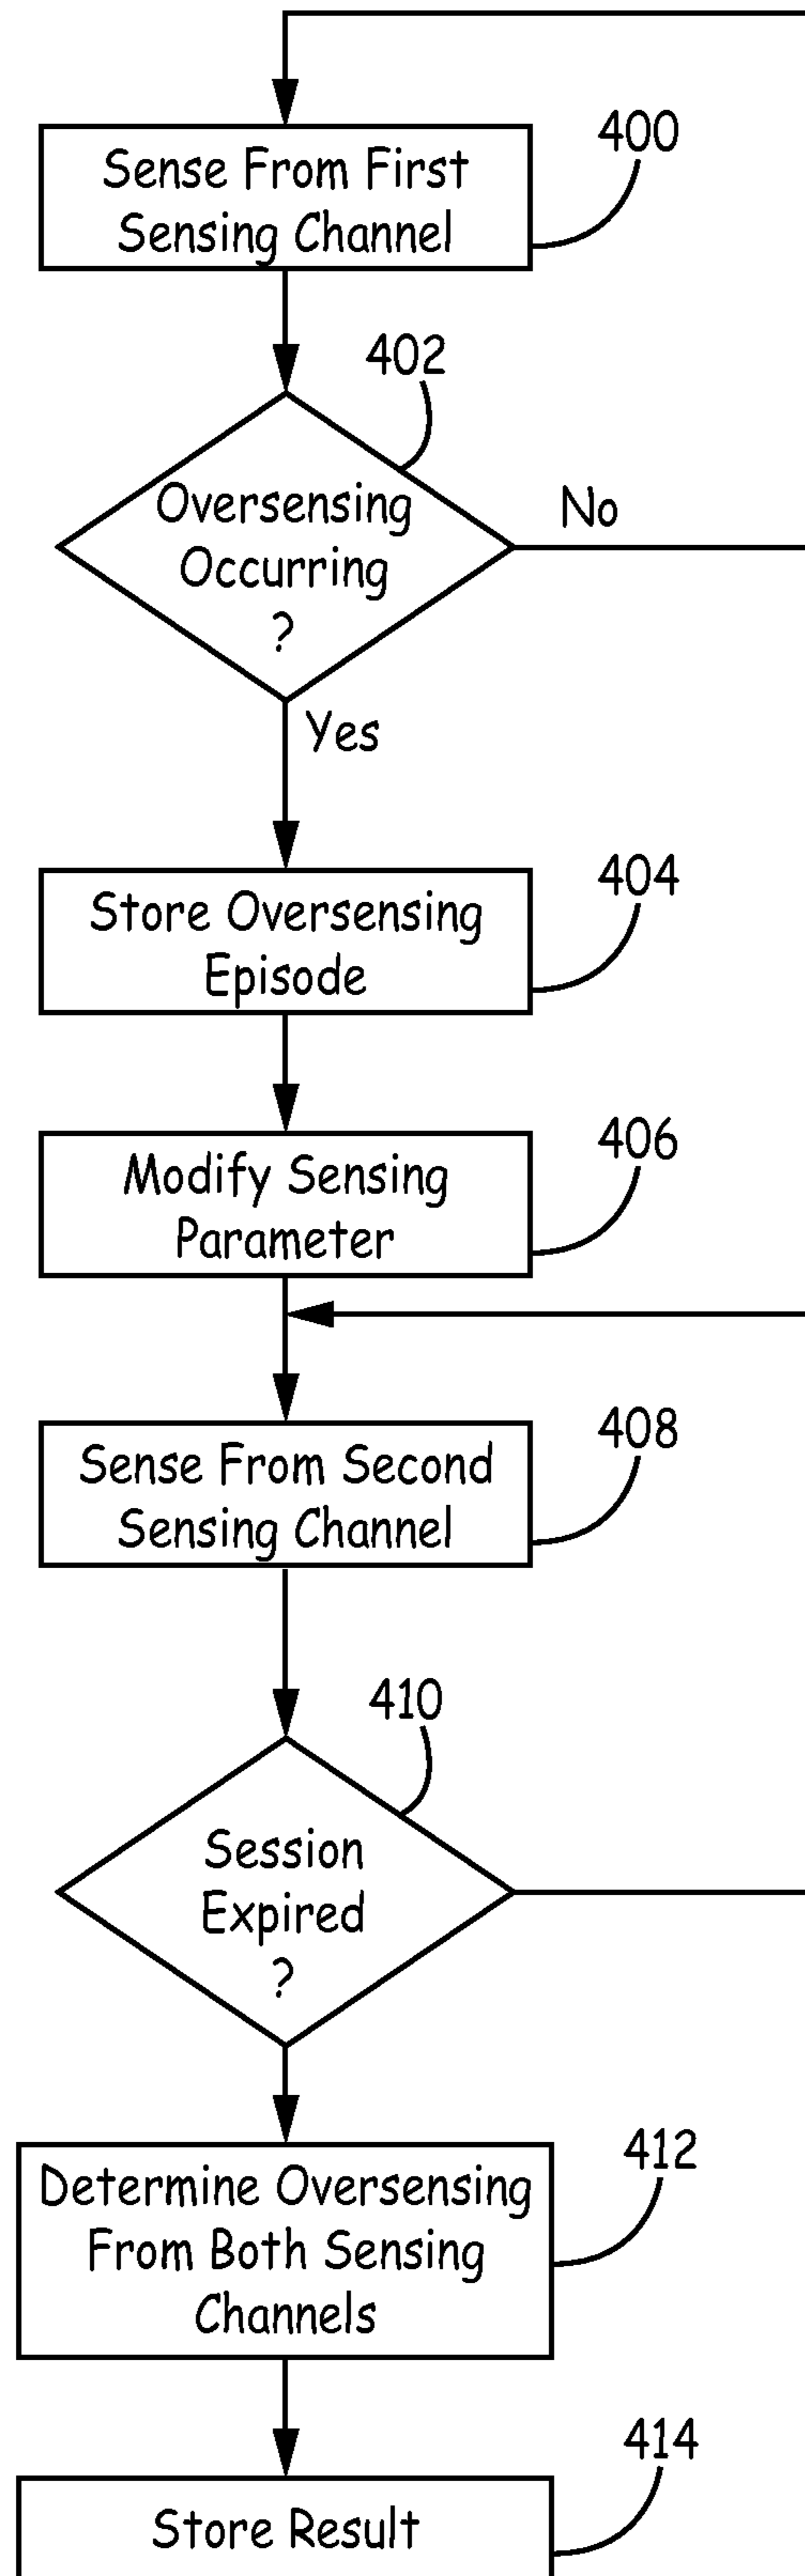 400
Sense From First
Sensing Channel
402
Oversensing
Occurring
?
No
Yes
404
Store Oversensing
Episode
406
Modify Sensing
Parameter
408
Sense From Second
Sensing Channel
410
Session
Expired
?
412
Determine Oversensing
From Both Sensing
Channels
414
Store Result